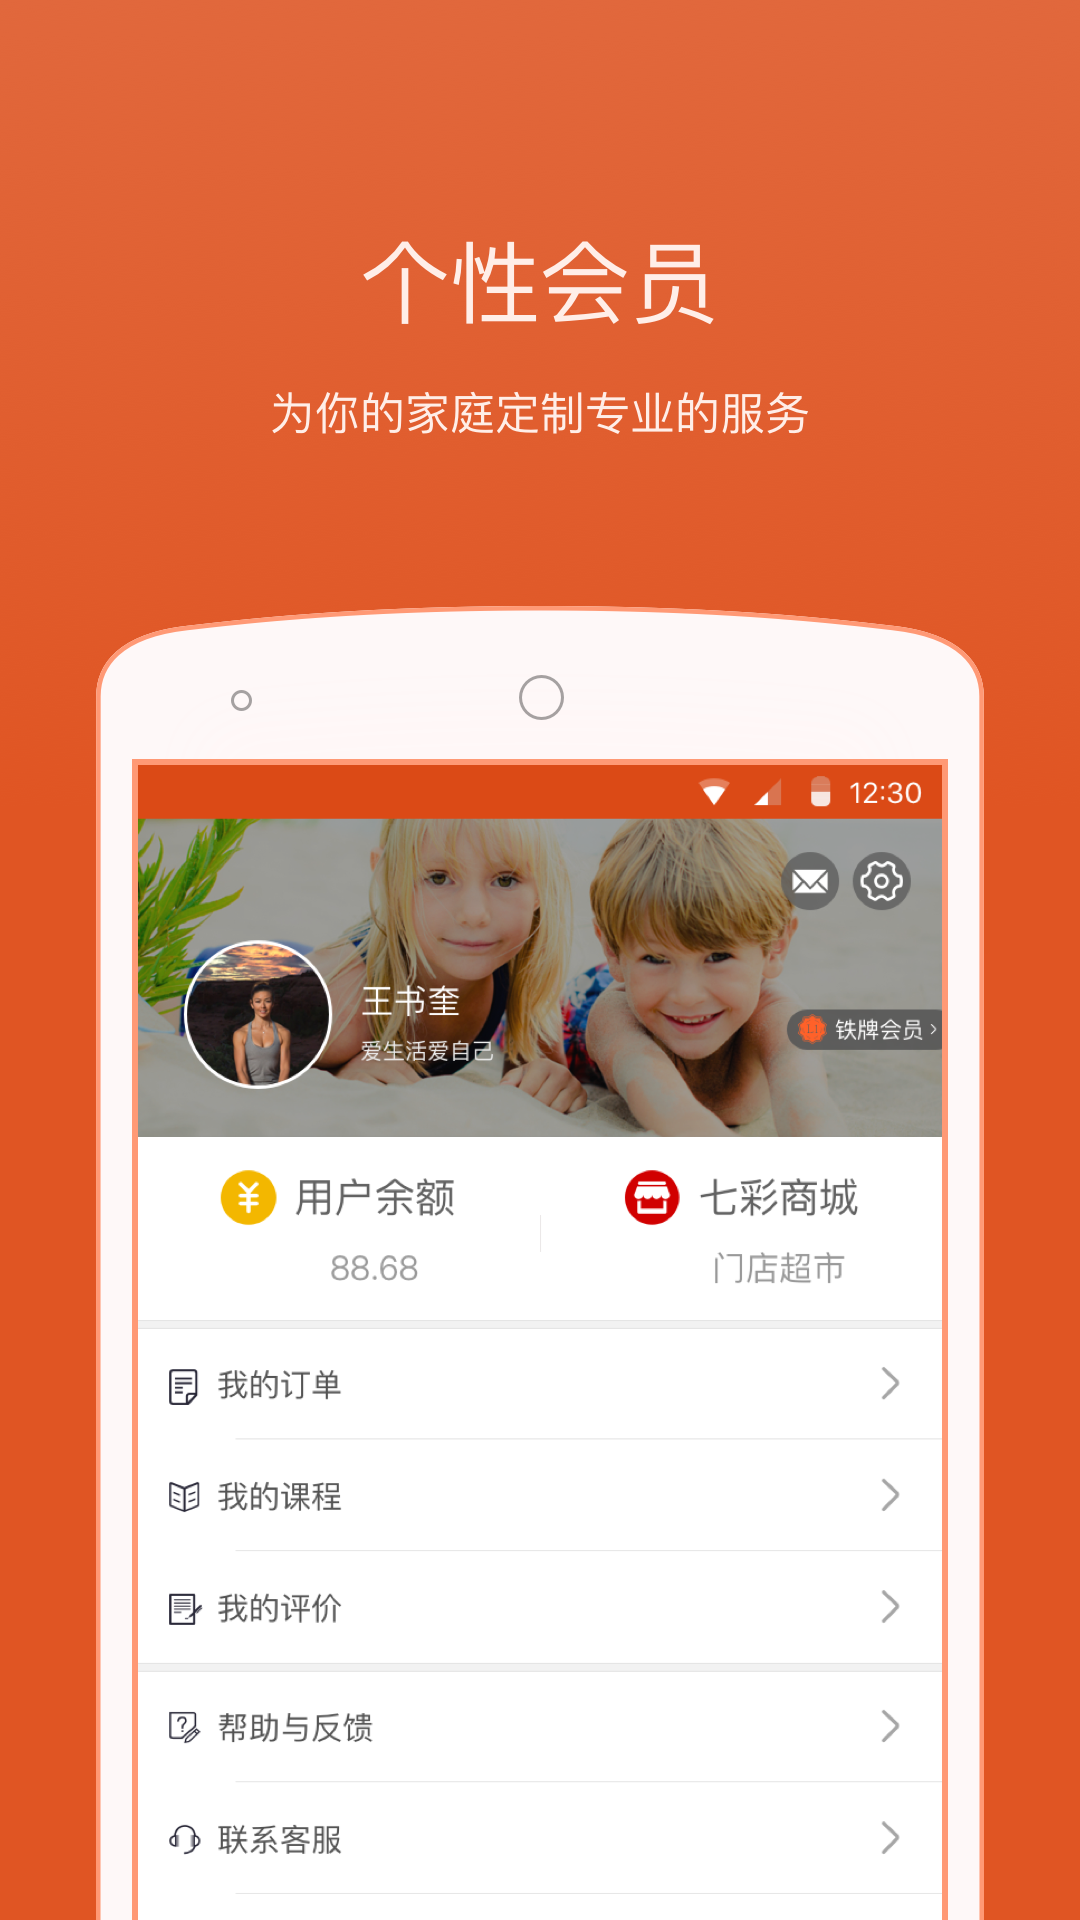 个性会员
为你的家庭定制专业的服务
12:30
王书奎
爱生活爱自己
铁牌会员
用户余额
七彩商城
88.68
门店超市
我的订单
我的课程
我的评价
帮助与反馈
联系客服